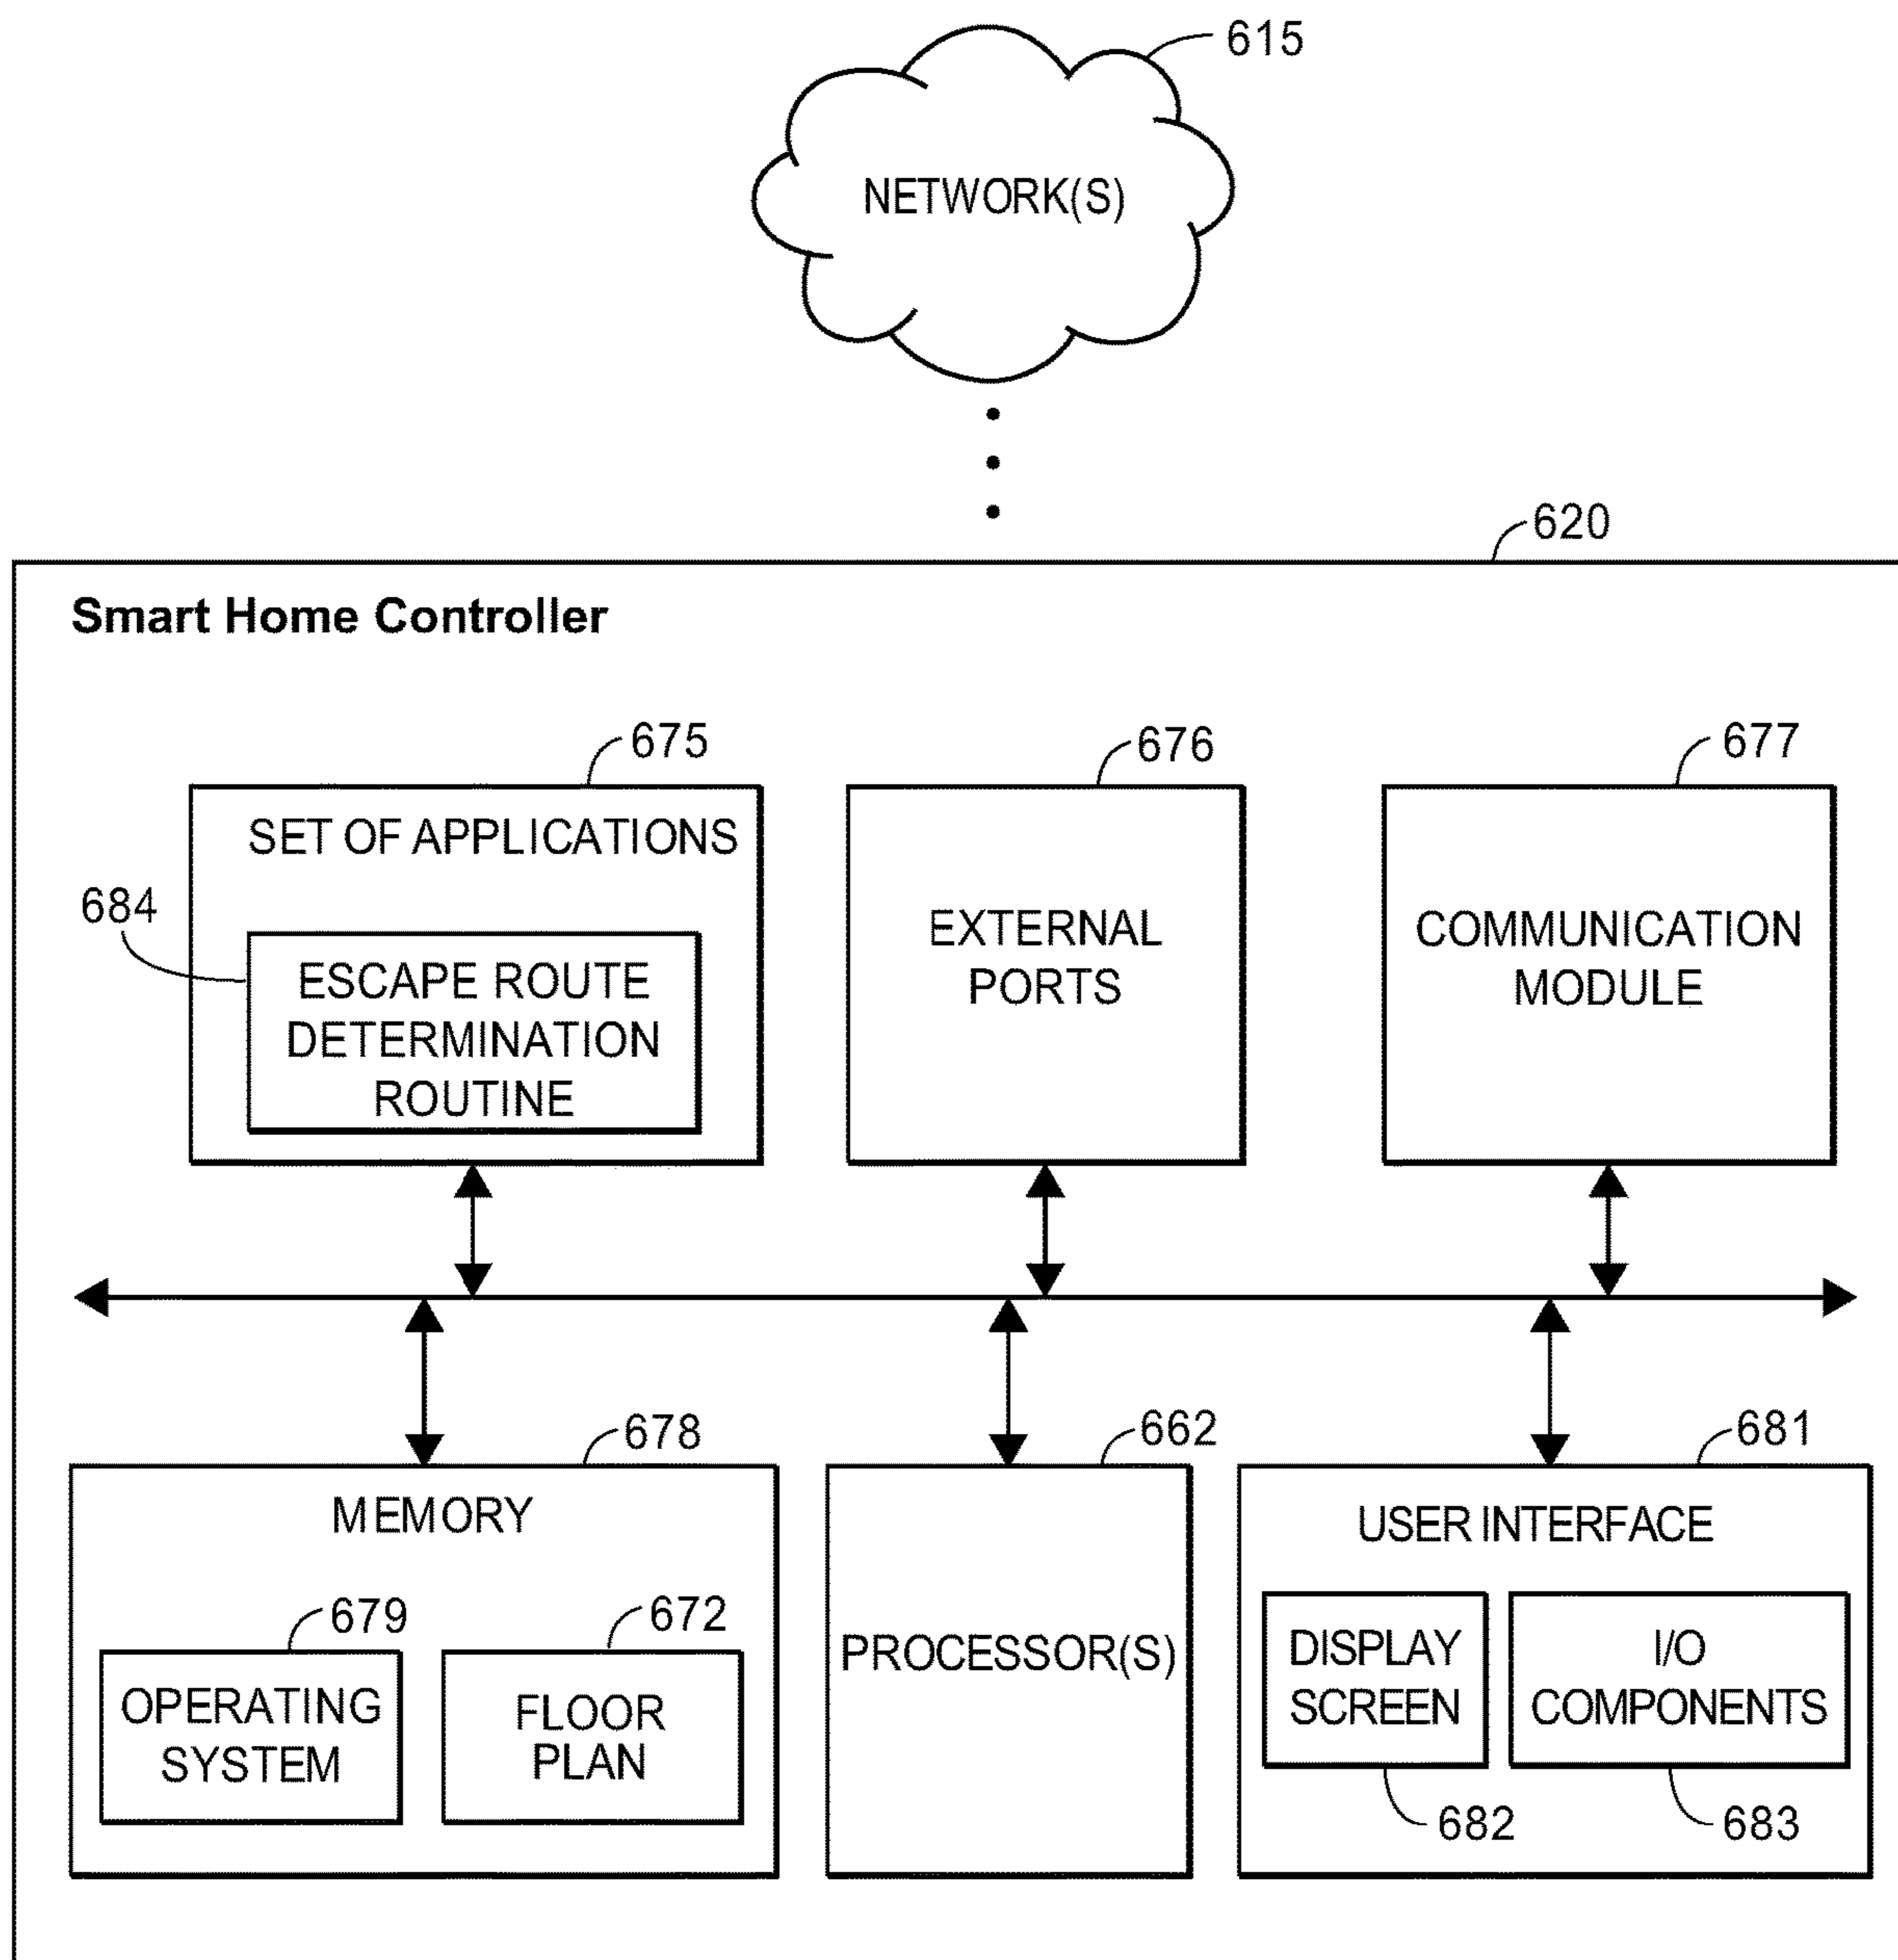 615
NETWORK(S)
620
Smart Home Controller
675
676
677
SET OF APPLICATIONS
684
ESCAPE ROUTE
DETERMINATION
ROUTINE
EXTERNAL
PORTS
COMMUNICATION
MODULE
678
662
681
MEMORY
679
672
OPERATING
SYSTEM
FLOOR
PLAN
PROCESSOR(S)
USER INTERFACE
DISPLAY
SCREEN
I/O
COMPONENTS
682
683